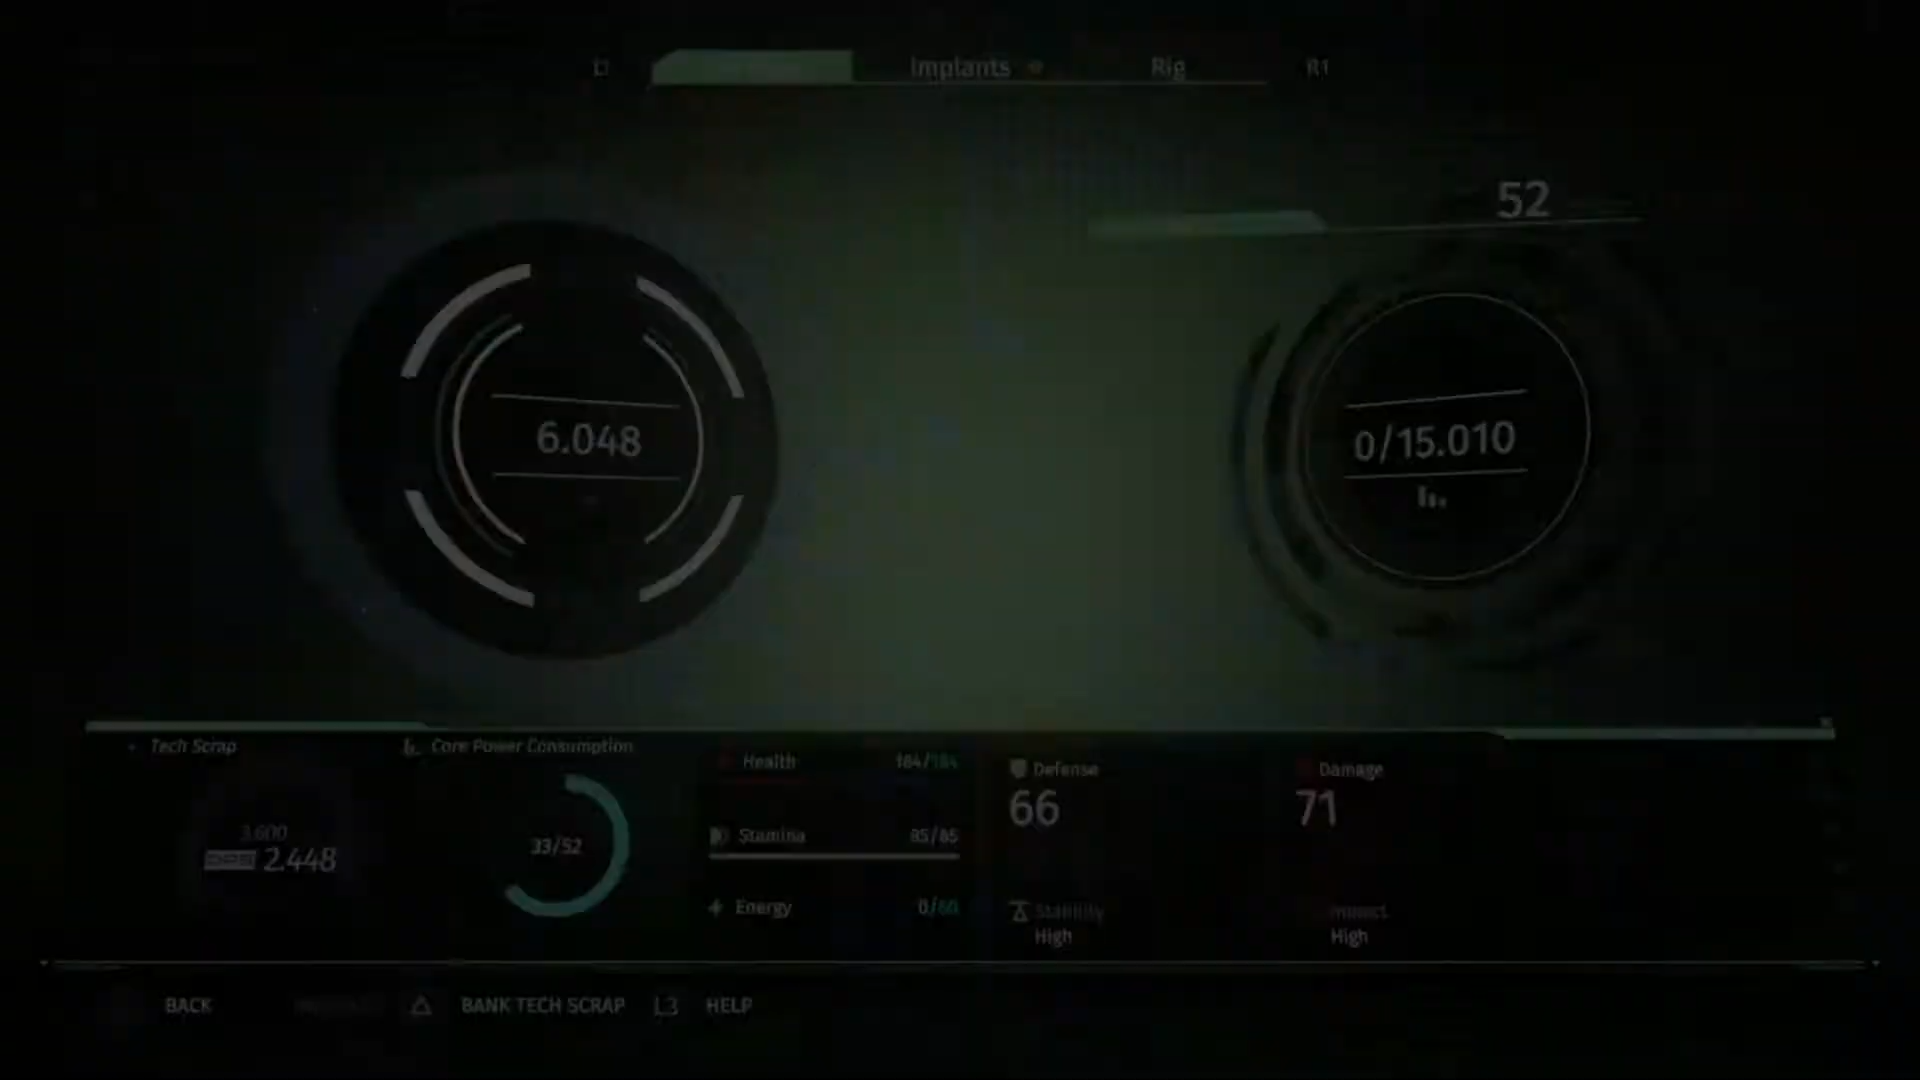 Implants
Rig
R1
52
6.048
0/15.010
Tech Scrap
Core Power Consumption
3.600
2.448
33/52
Health
184/184
Stamina
85/85
Energy
0/60
Defense
66
Stability
High
Damage
71
Impact
High
BACK
BANK TECH SCRAP
L3
HELP